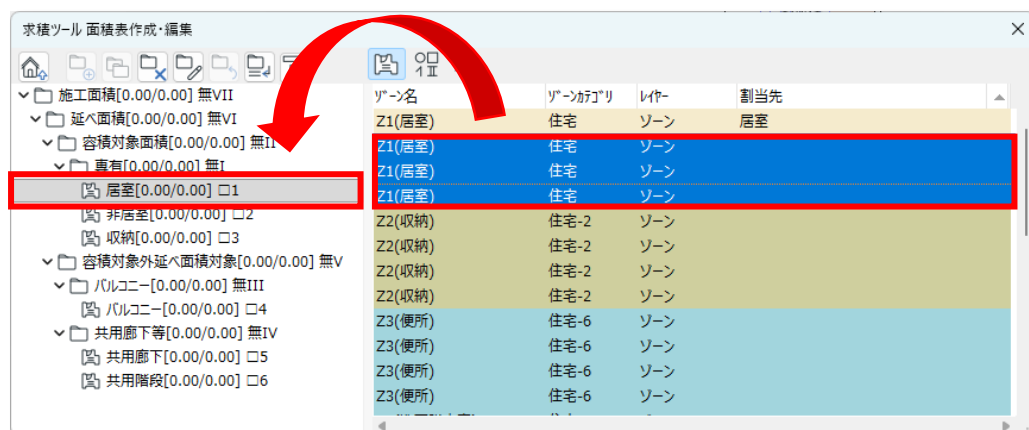 求積ツール 面積表作成・編集
施工面積[0.00/0.00] 無VII
延べ面積[0.00/0.00] 無VI
容積対象面積[0.00/0.00] 無II
専有[0.00/0.00] 無I
居室[0.00/0.00] □1
非居室[0.00/0.00] □2
収納[0.00/0.00] □3
容積対象外延べ面積対象[0.00/0.00] 無V
バルコニー[0.00/0.00] 無III
バルコニー[0.00/0.00] □4
共用廊下等[0.00/0.00] 無IV
共用廊下[0.00/0.00] □5
共用階段[0.00/0.00] □6
ゾーン名 ゾーンカテゴリ レイヤー 割当先
Z1(居室) 住宅 ゾーン 居室
Z1(居室) 住宅 ゾーン
Z1(居室) 住宅 ゾーン
Z1(居室) 住宅 ゾーン
Z2(収納) 住宅-2 ゾーン
Z2(収納) 住宅-2 ゾーン
Z2(収納) 住宅-2 ゾーン
Z2(収納) 住宅-2 ゾーン
Z3(便所) 住宅-6 ゾーン
Z3(便所) 住宅-6 ゾーン
Z3(便所) 住宅-6 ゾーン
Z3(便所) 住宅-6 ゾーン